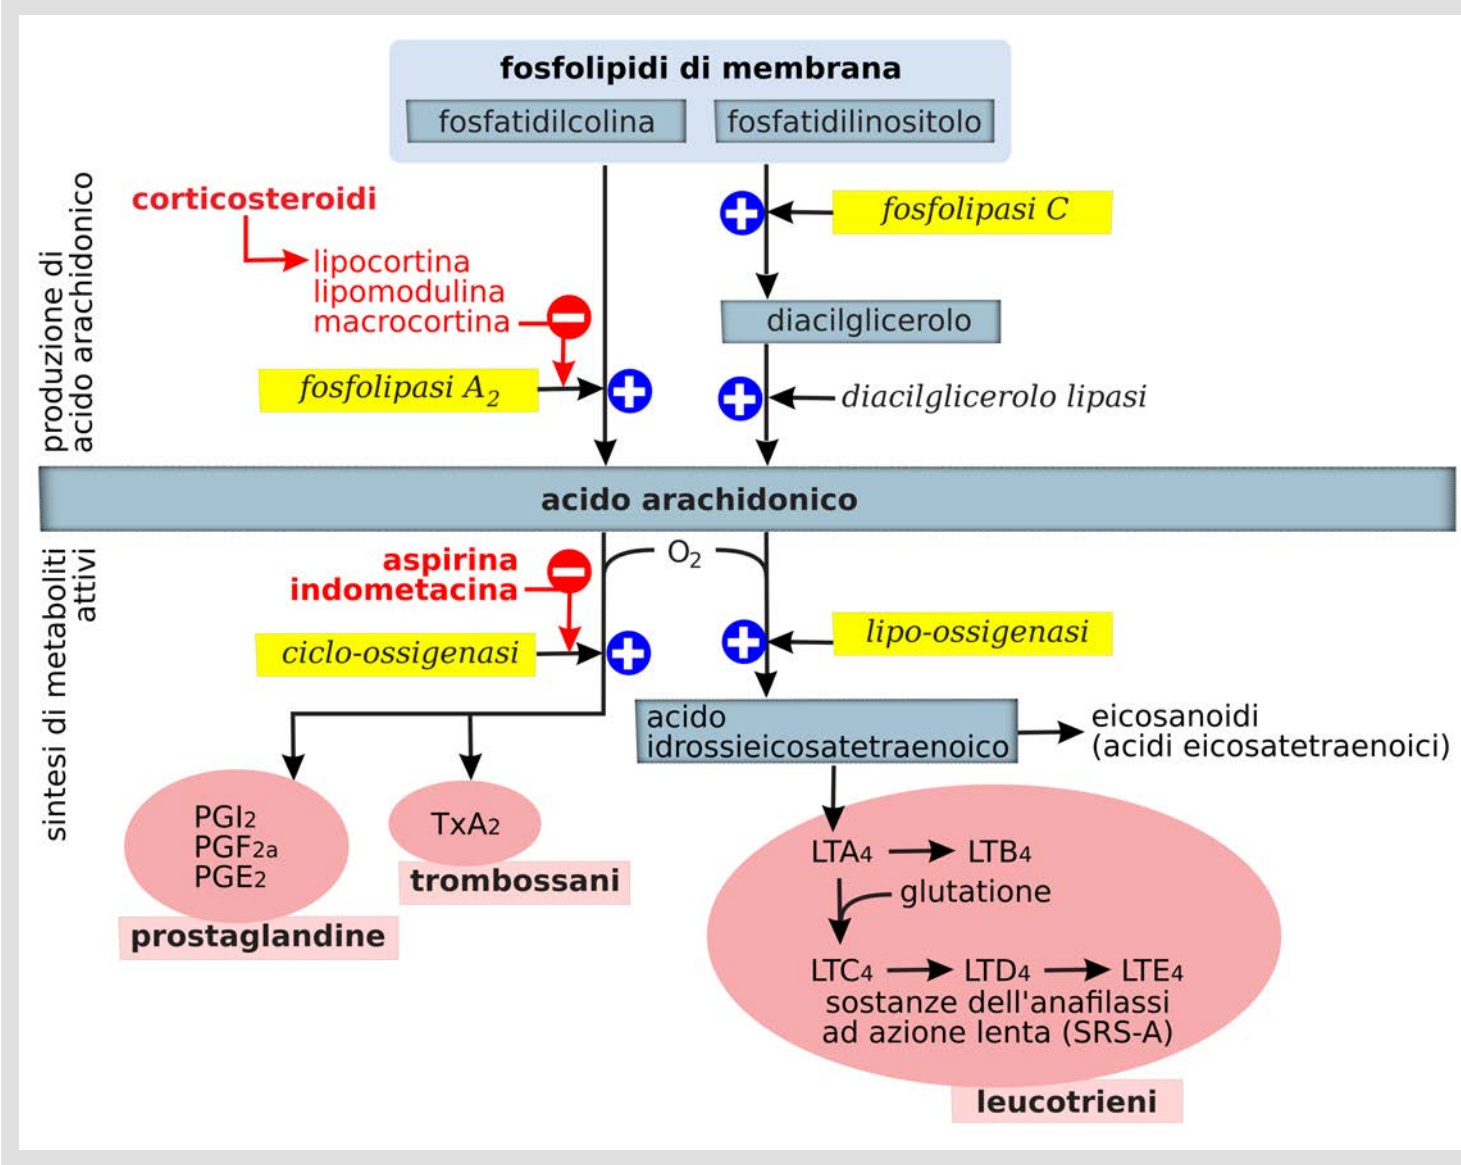 fosfolipidi di membrana
fosfatidilcolina
fosfatidilinositolo
produzione di
acido arachidonico
corticosteroidi
lipocortina
lipomodulina
macrocortina
fosfolipasi A2
fosfolipasi C
diacilglicerolo
diacilglicerolo lipasi
acido arachidonico
sintesi di metaboliti
attivi
aspirina
indometacina
O2
ciclo-ossigenasi
lipo-ossigenasi
acido
idrossieicosatetraenoico
eicosanoidi
(acidi eicosatetraenoici)
PGI2
PGF2a
PGE2
prostaglandine
TxA2
trombossani
LTA4
LTB4
glutatione
LTC4
LTD4
LTE4
sostanze dell'anafilassi
ad azione lenta (SRS-A)
leucotrieni